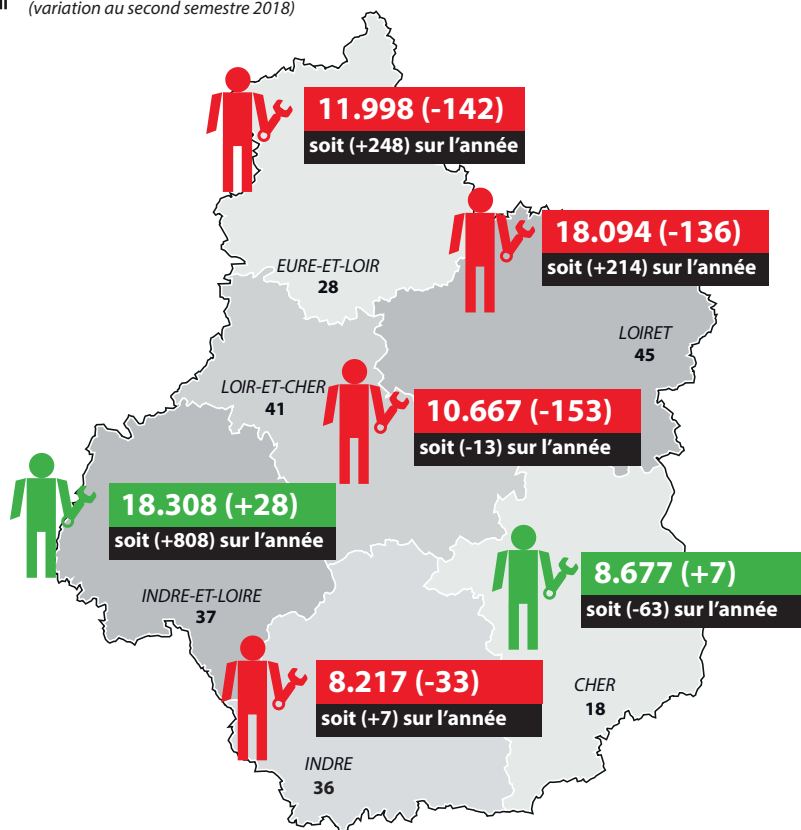 (variation au second semestre 2018)
11.998 (-142)
soit (+248) sur l'année
18.094 (-136)
soit (+214) sur l'année
EURE-ET-LOIR
28
LOIRET
45
LOIR-ET-CHER
41
10.667 (-153)
soit (-13) sur l'année
18.308 (+28)
soit (+808) sur l'année
8.677 (+7)
soit (-63) sur l'année
INDRE-ET-LOIRE
37
8.217 (-33)
soit (+7) sur l'année
CHER
18
INDRE
36